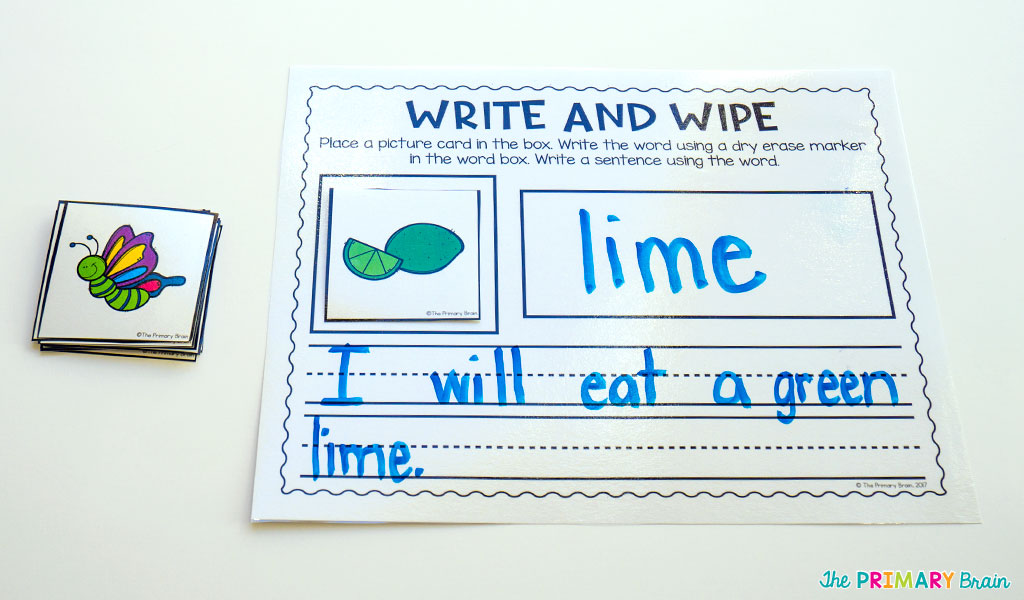 WRITE AND WIPE
Place a picture card in the box. Write the word using a dry erase marker
in the word box. Write a sentence using the word.
©The Primary Brain
lime
I will eat a green
lime.
© The Primary Brain, 2017
©The Primary Brain
The PRIMARY Brain